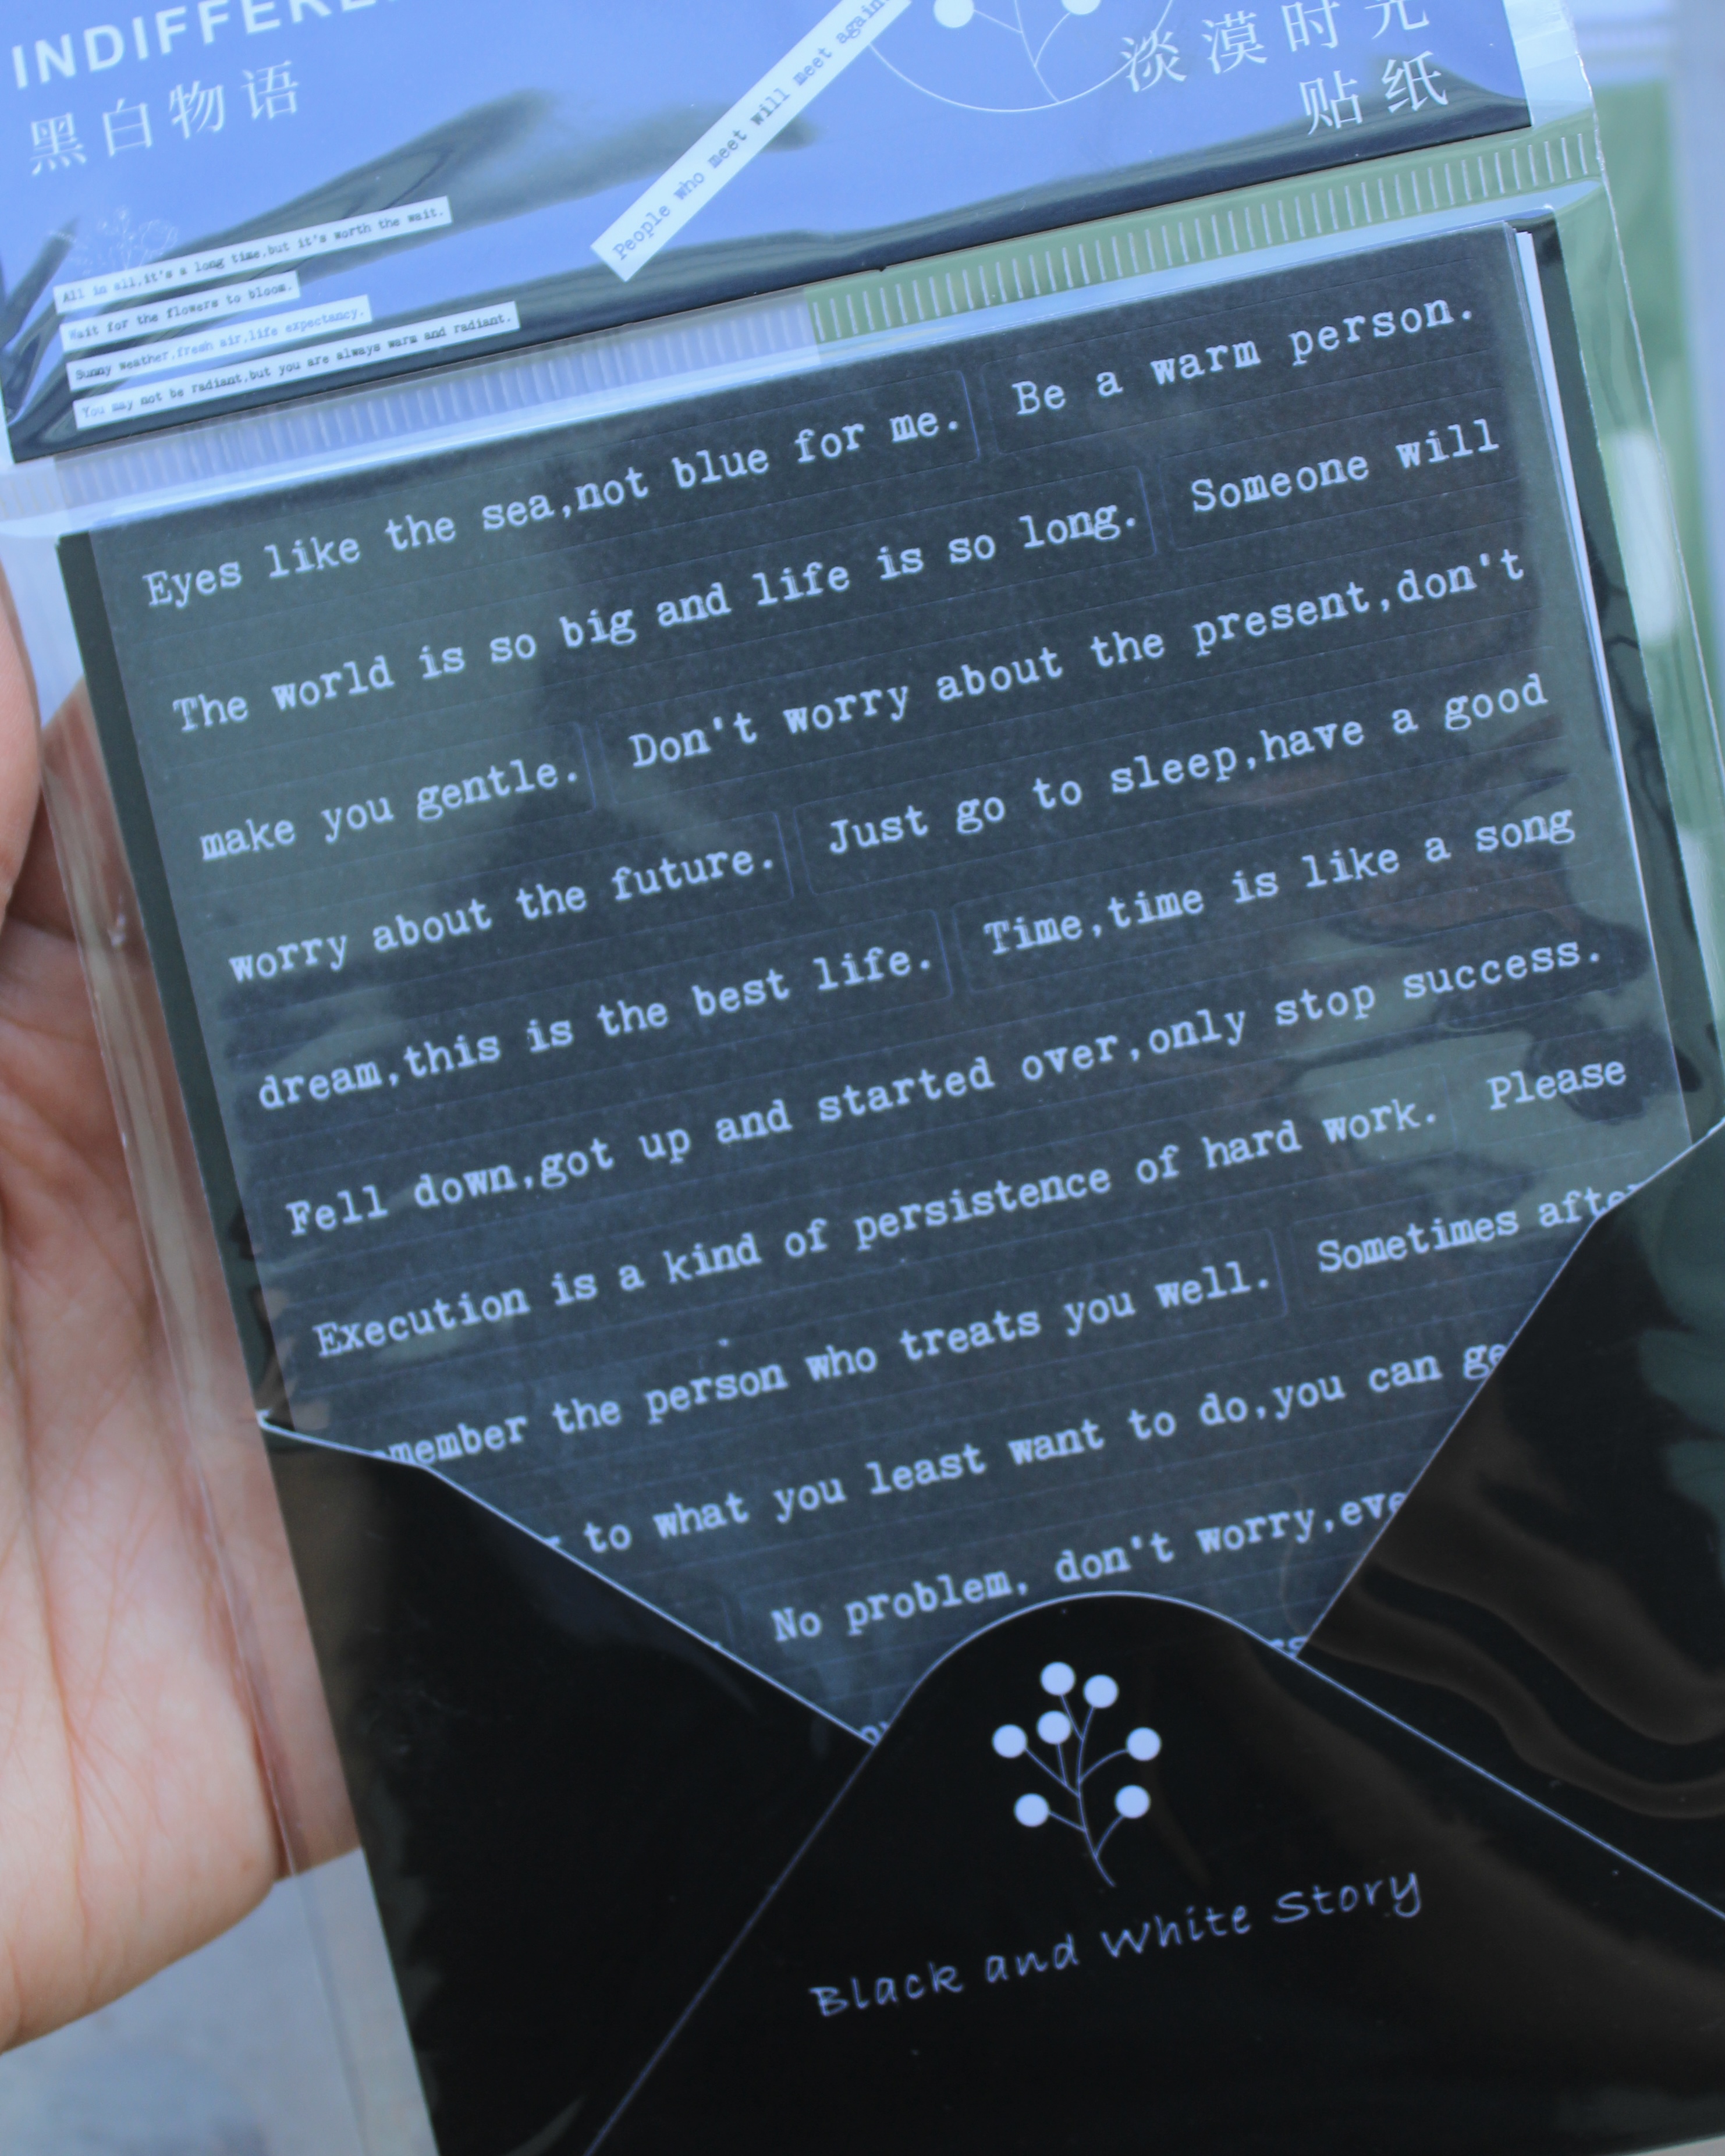 黑白物语
淡漠时光
贴纸
People who meet will meet again
All in all,it's a long time,but it's worth the wait.
Wait for the flowers to bloom.
Sunny weather,fresh air,life expectancy.
You may not be radiant,but you are always warm and radiant.
Eyes like the sea,not blue for me. Be a warm person.
The world is so big and life is so long. Someone will
make you gentle. Don't worry about the present,don't
worry about the future. Just go to sleep,have a good
dream,this is the best life. Time,time is like a song
Fell down,got up and started over,only stop success.
Execution is a kind of persistence of hard work. Please
the person who treats you well. Sometimes
to what you least want to do,you can
No problem, don't worry,
Black and White Story